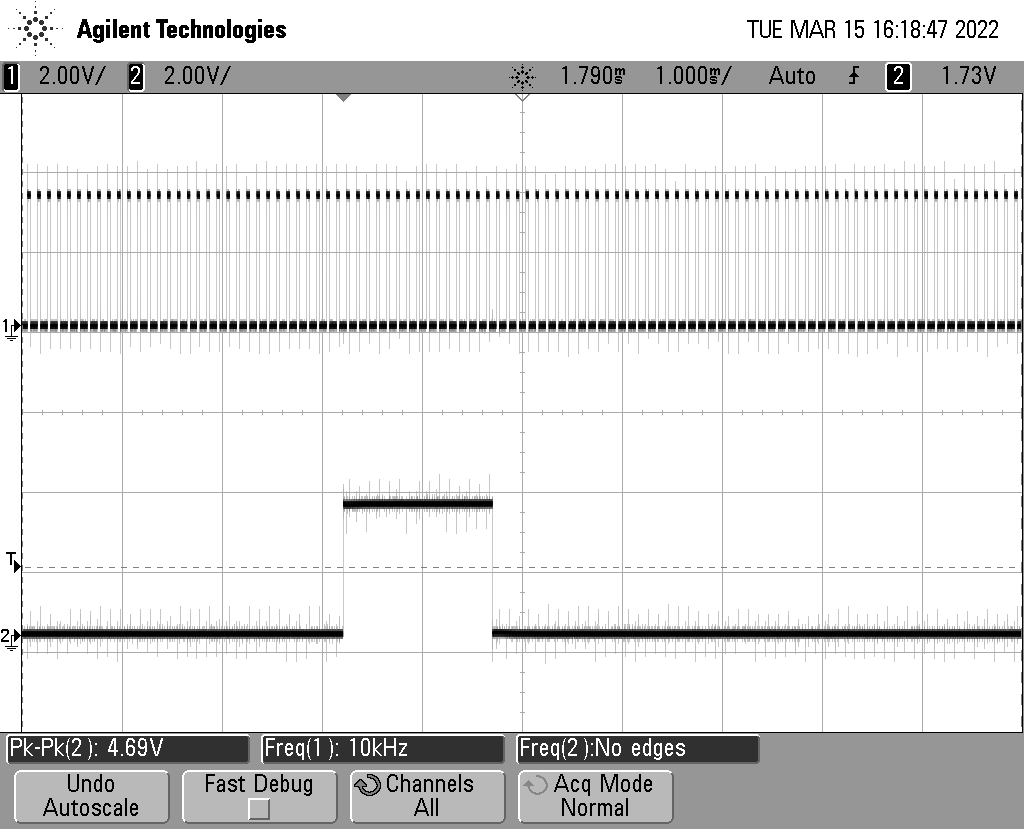 Agilent Technologies TUE MAR 15 16:18:47 2022
1 2.00V/ 2 2.00V/ 1.790ms 1.000ms/ Auto 2 1.73V
1
T
2
Pk-Pk(2): 4.69V Freq(1): 10kHz Freq(2):No edges
Undo Autoscale
Fast Debug
Channels All
Acq Mode Normal